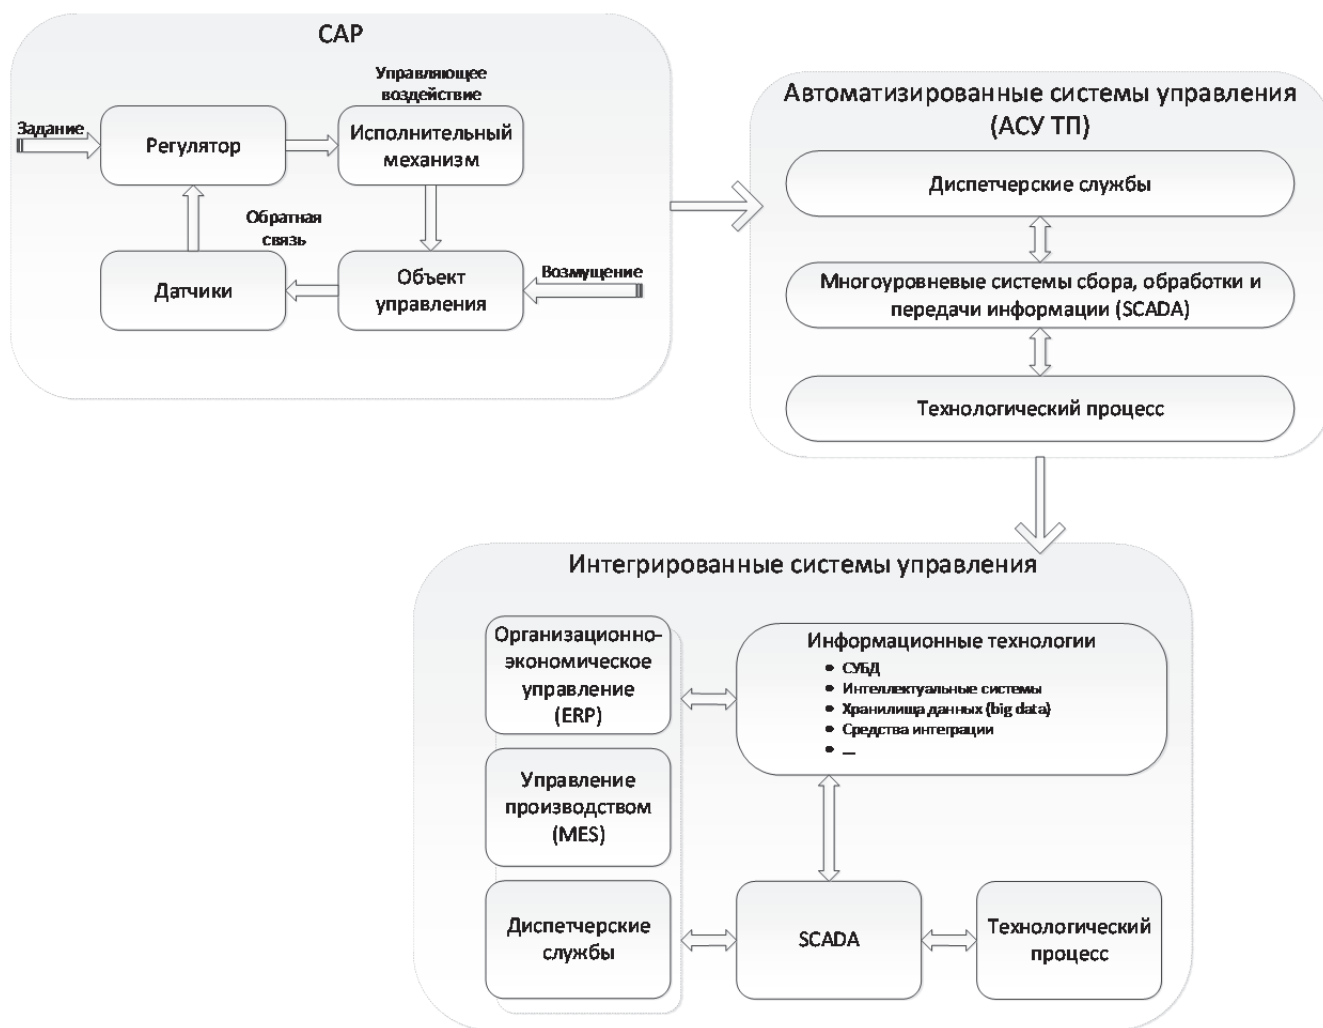 САР
Управляющее
воздействие
Задание
Регулятор
Исполнительный
механизм
Обратная
связь
Датчики
Объект
управления
Возмущение
Автоматизированные системы управления
(АСУ ТП)
Диспетчерские службы
Многоуровневые системы сбора, обработки и
передачи информации (SCADA)
Технологический процесс
Интегрированные системы управления
Организационно-
экономическое
управление
(ERP)
Информационные технологии
• СУБД
• Интеллектуальные системы
• Хранилища данных (big data)
• Средства интеграции
• ...
Управление
производством
(MES)
Диспетчерские
службы
SCADA
Технологический
процесс